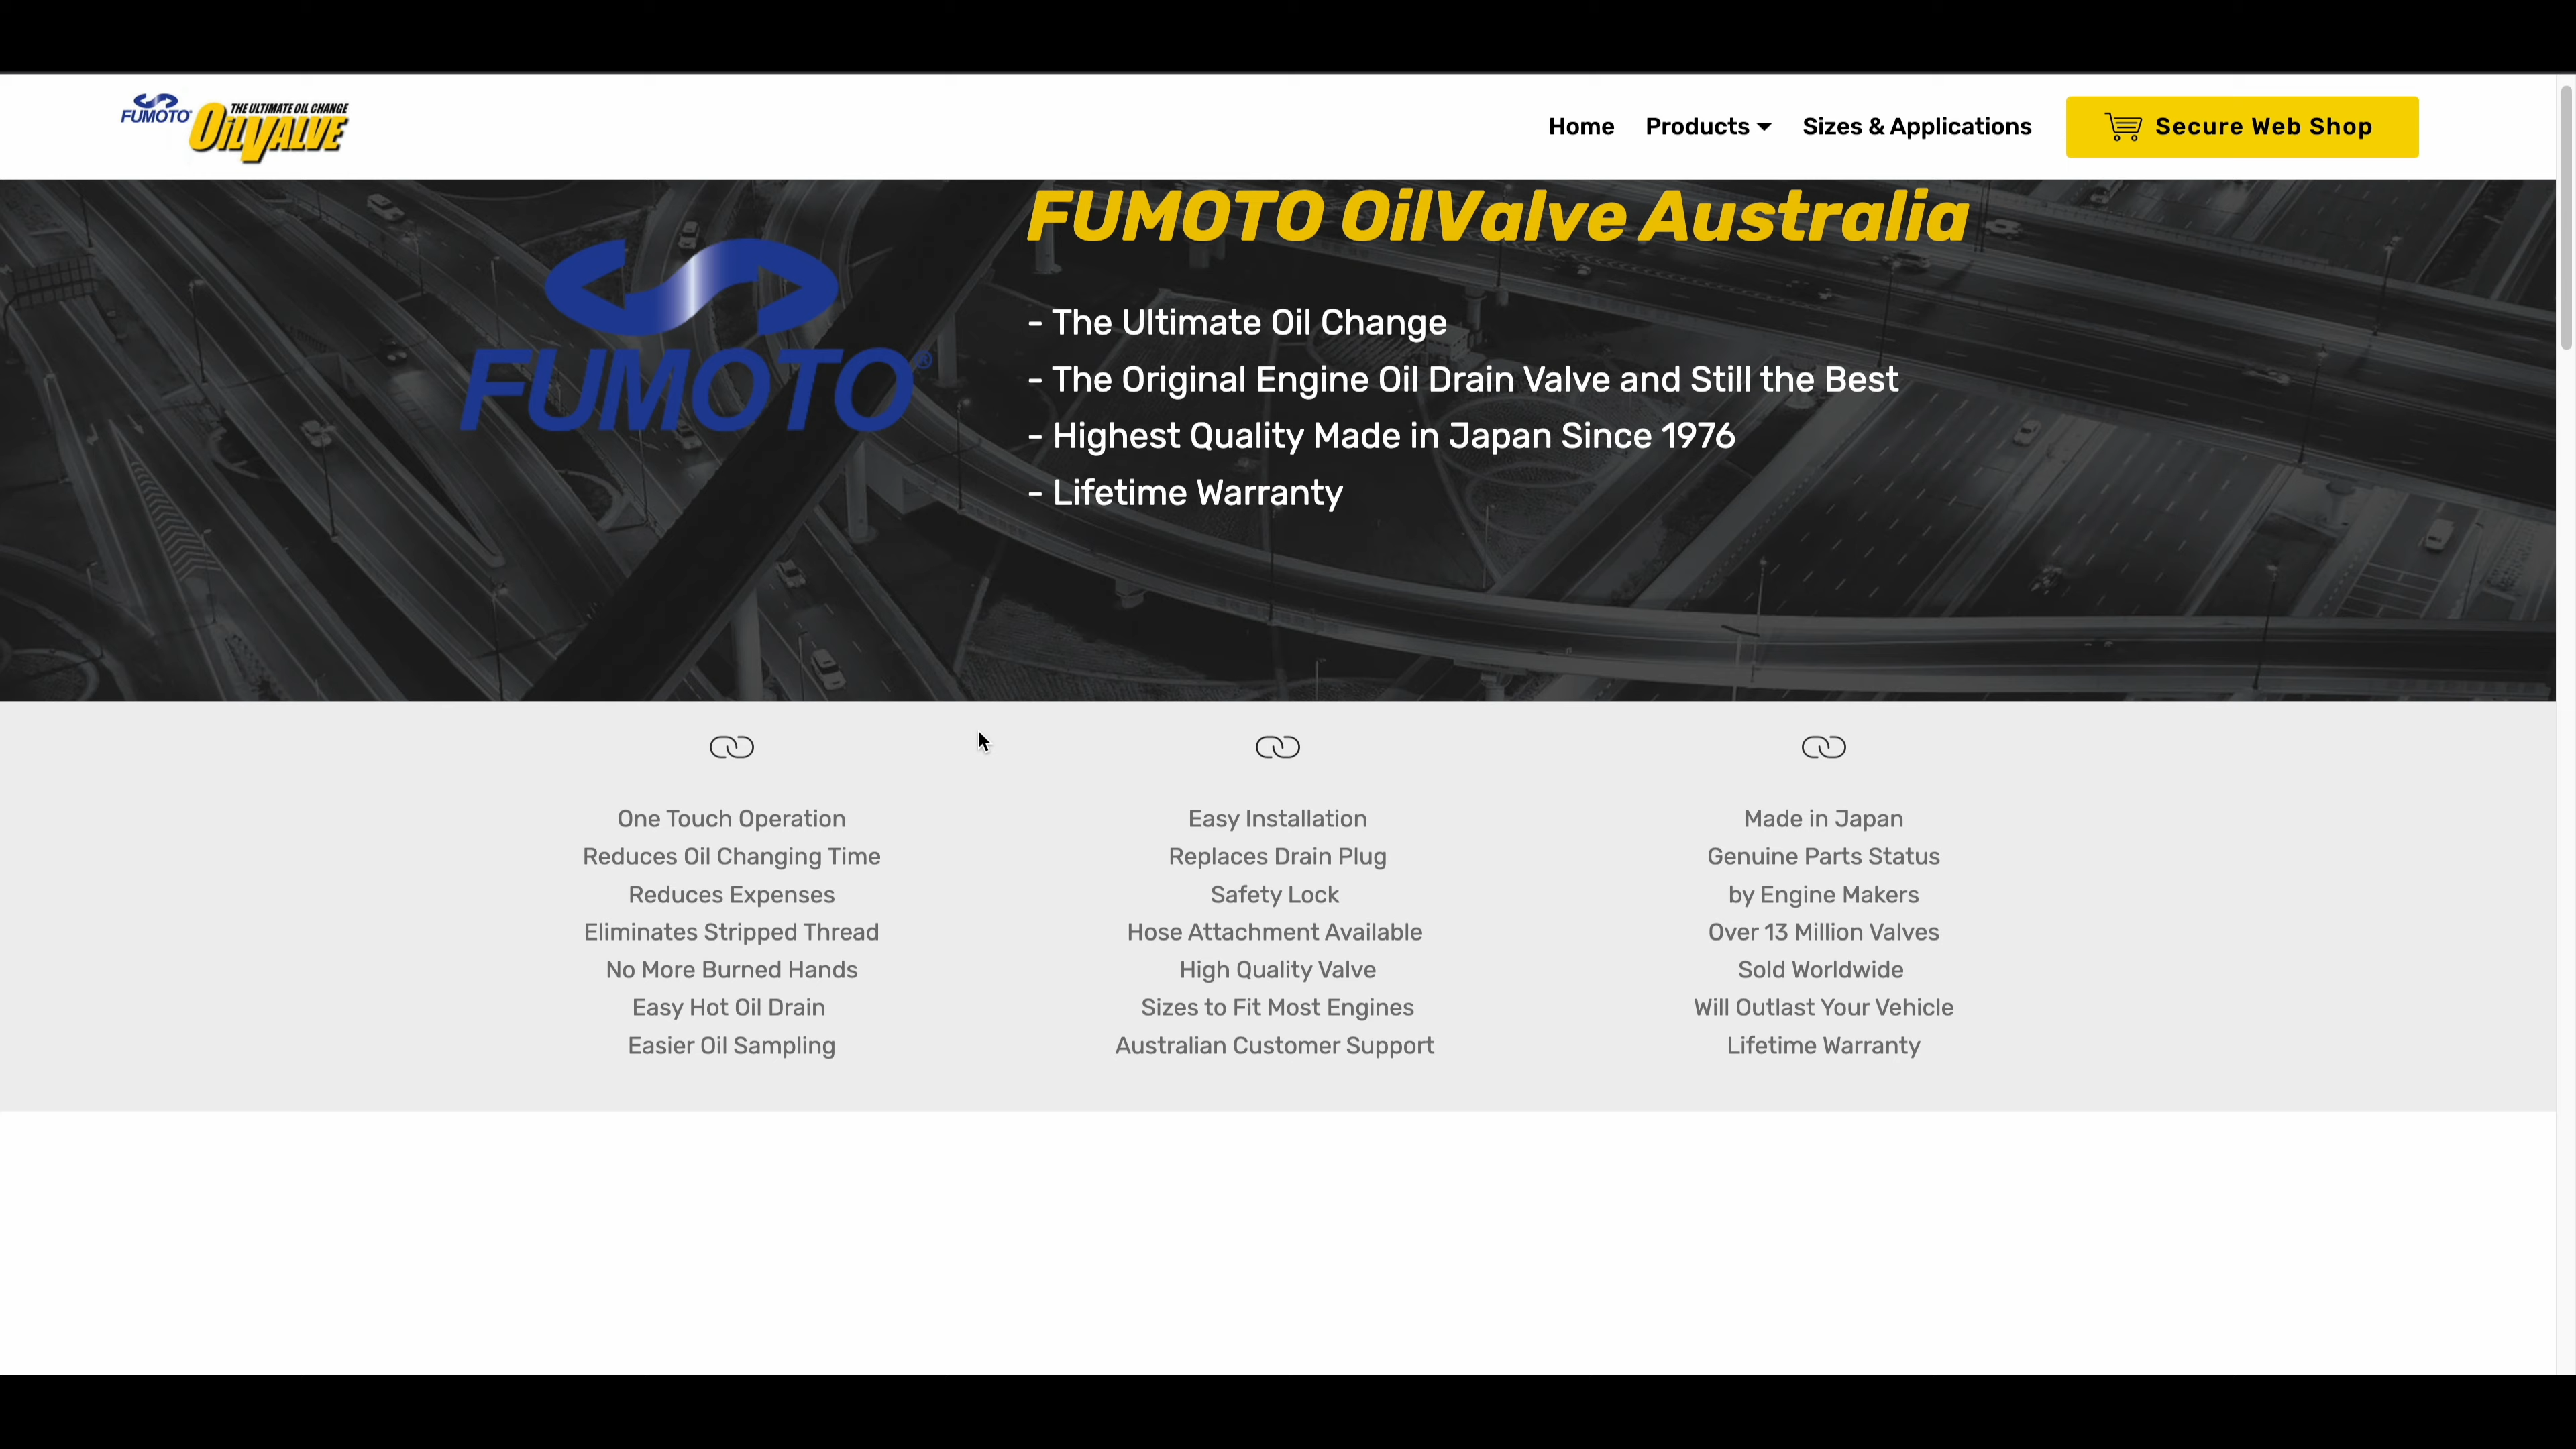 FUMOTO
THE ULTIMATE OIL CHANGE
OilVALVE
Home
Products
Sizes & Applications
Secure Web Shop
FUMOTO OilValve Australia
FUMOTO®
- The Ultimate Oil Change
- The Original Engine Oil Drain Valve and Still the Best
- Highest Quality Made in Japan Since 1976
- Lifetime Warranty
One Touch Operation
Reduces Oil Changing Time
Reduces Expenses
Eliminates Stripped Thread
No More Burned Hands
Easy Hot Oil Drain
Easier Oil Sampling
Easy Installation
Replaces Drain Plug
Safety Lock
Hose Attachment Available
High Quality Valve
Sizes to Fit Most Engines
Australian Customer Support
Made in Japan
Genuine Parts Status
by Engine Makers
Over 13 Million Valves
Sold Worldwide
Will Outlast Your Vehicle
Lifetime Warranty